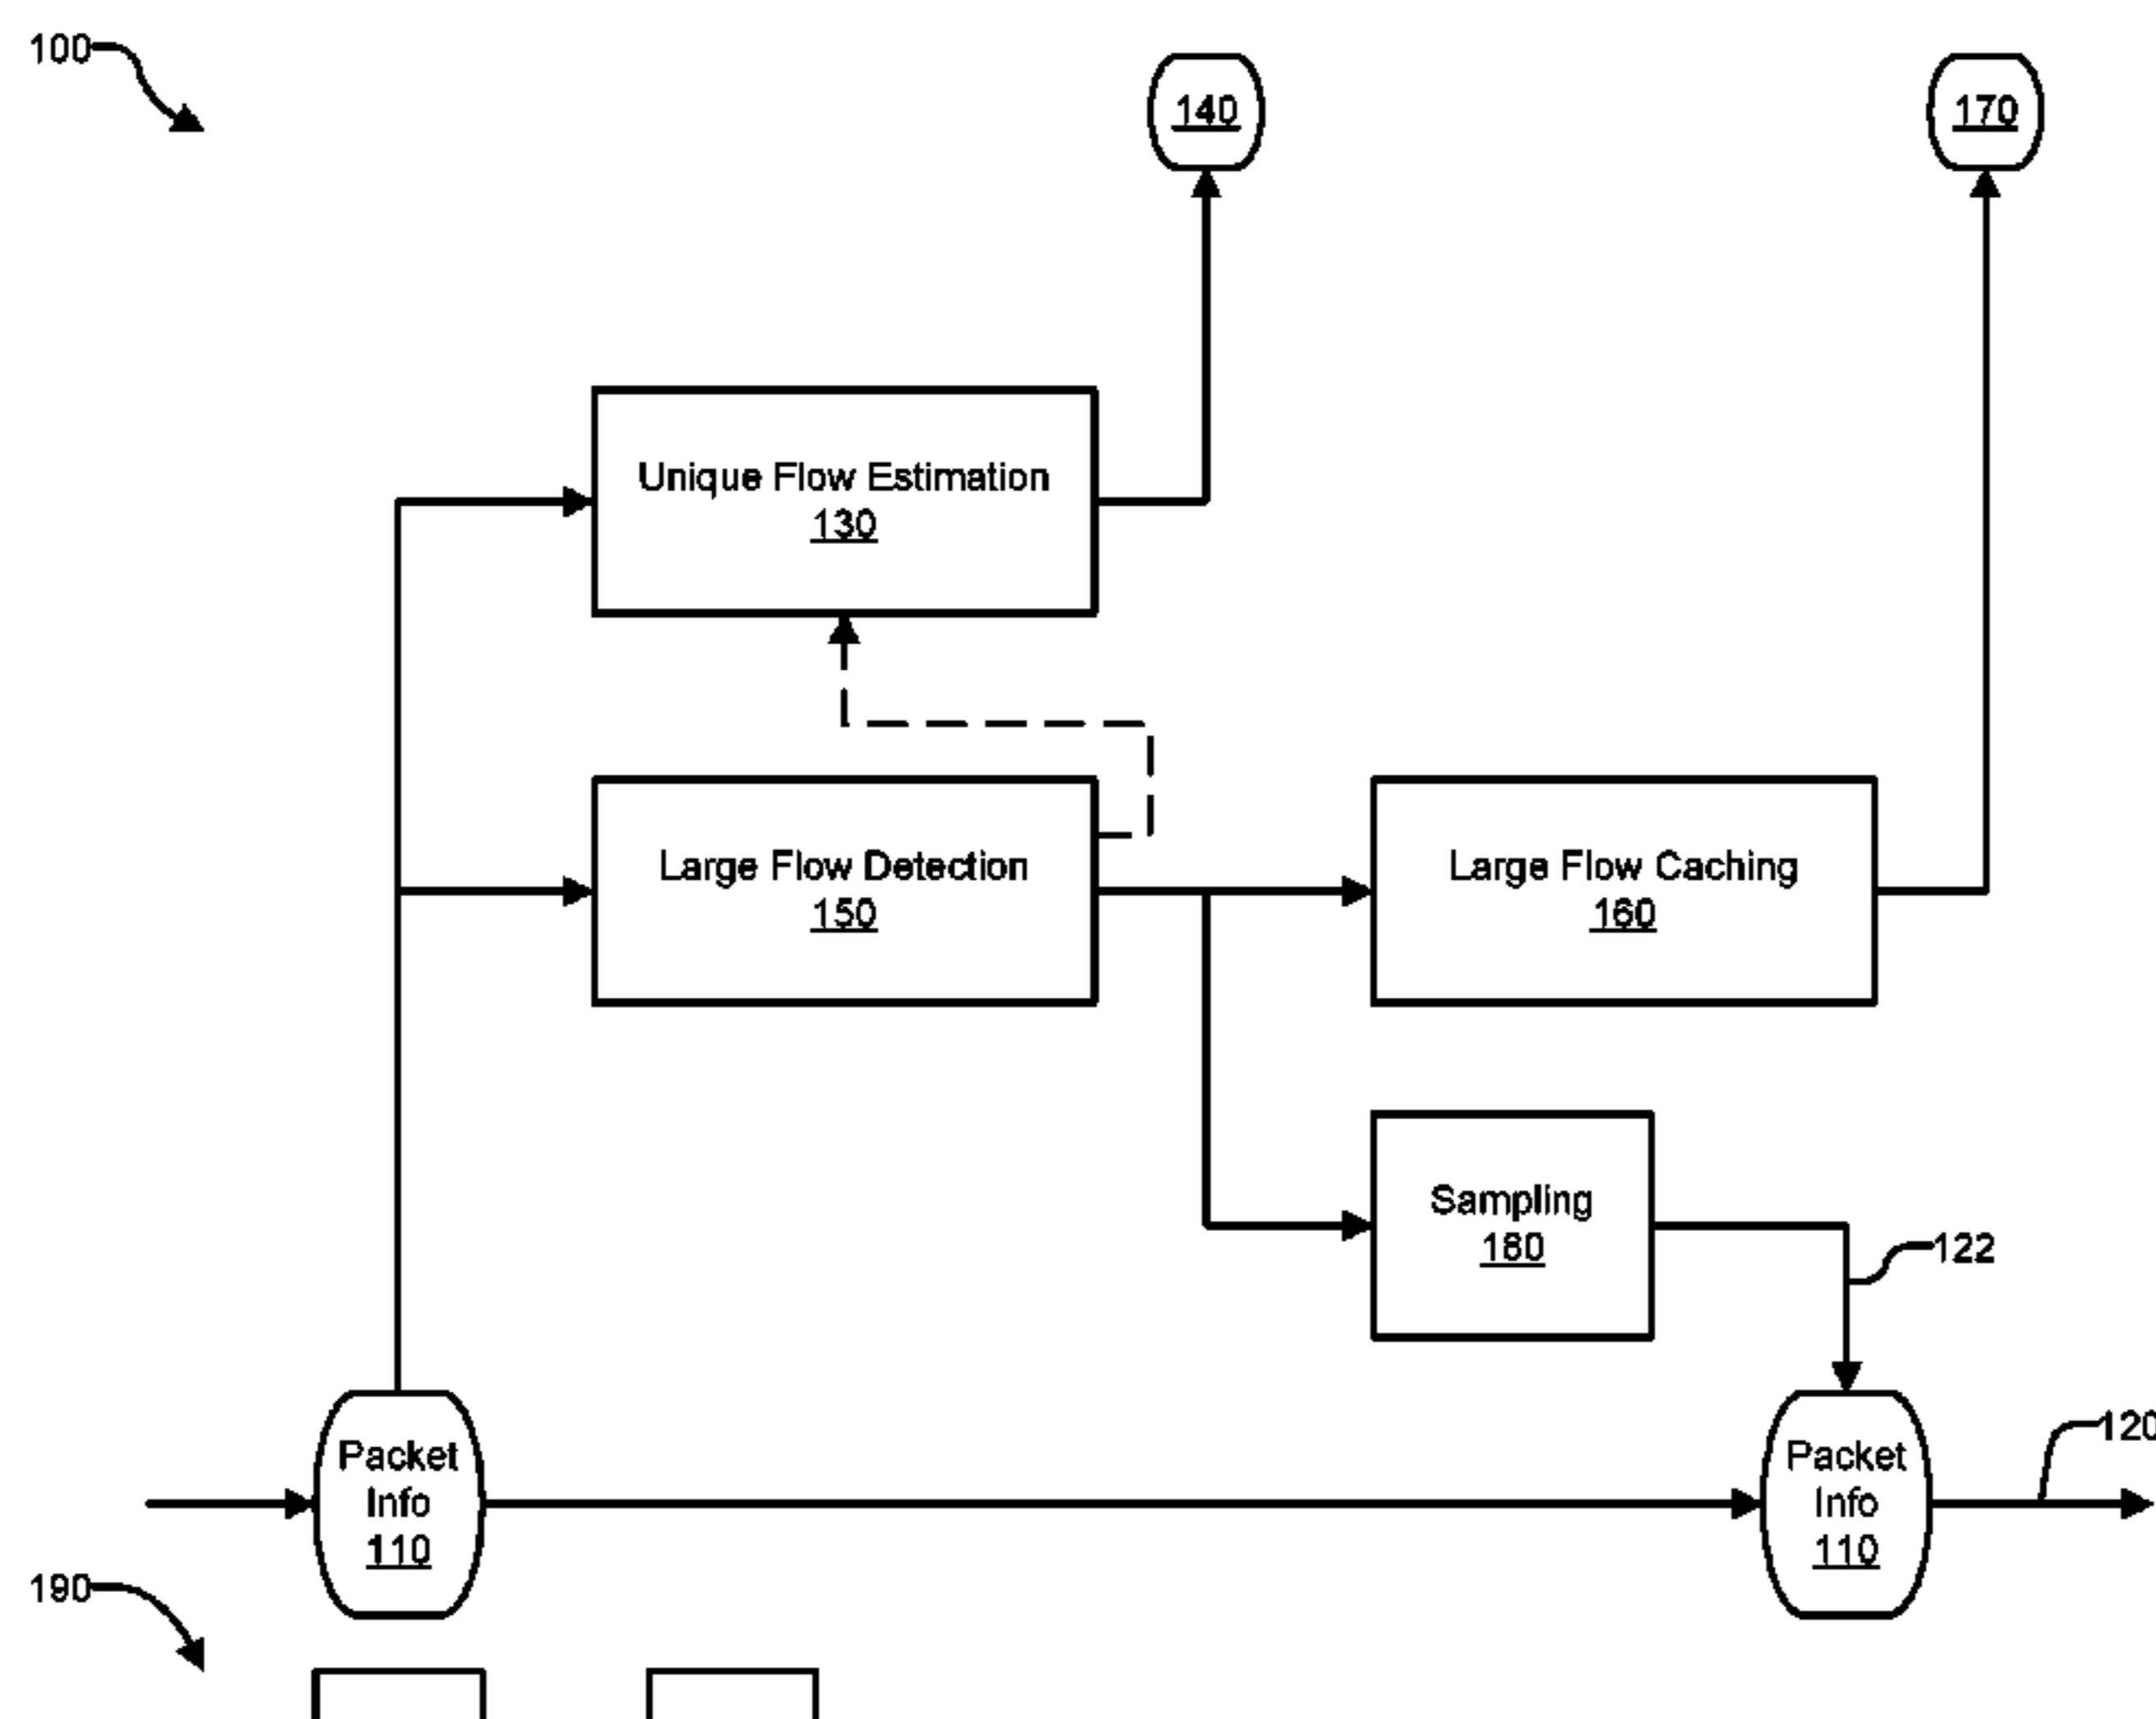 100
140
170
Unique Flow Estimation
130
Large Flow Detection
150
Large Flow Caching
160
Sampling
180
122
Packet
Info
110
Packet
Info
110
120
190